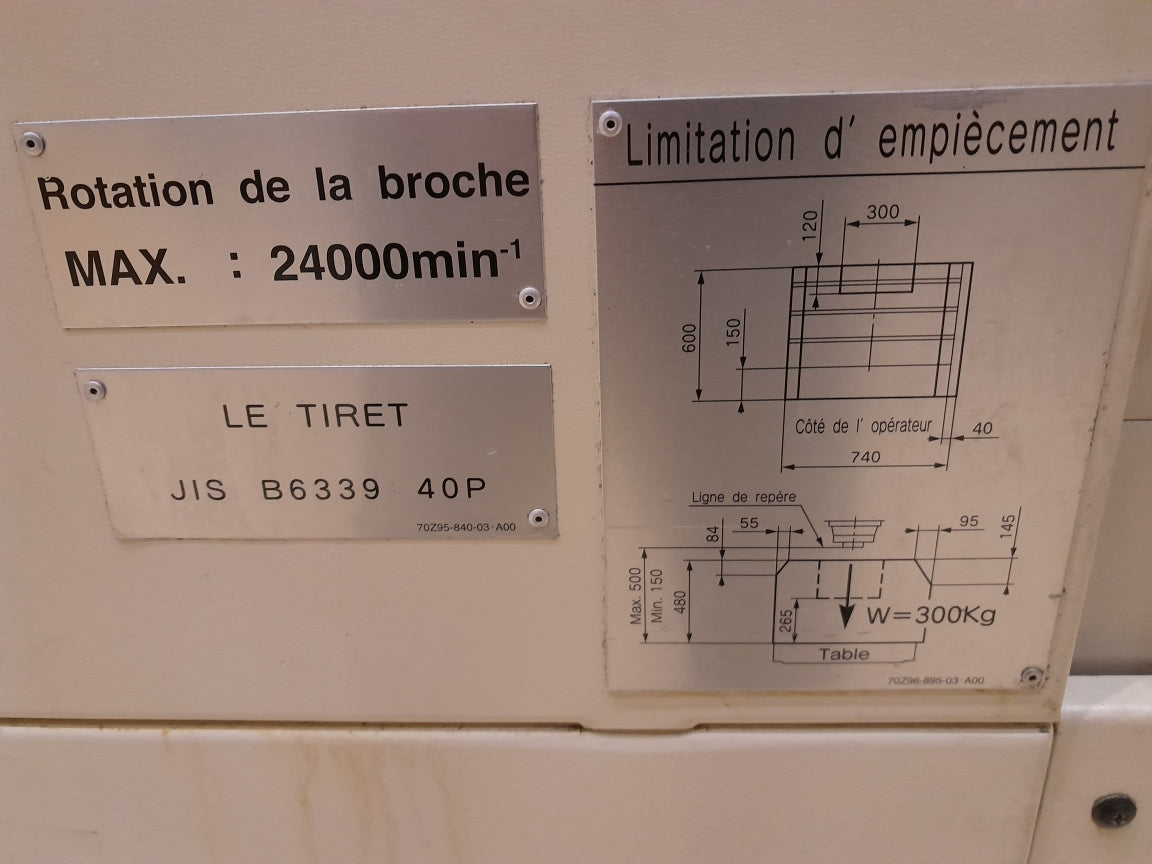 Rotation de la broche
MAX. : 24000min-1
LE TIRET
JIS B6339 40P
70Z95-840-03·A00
Limitation d' empiècement
120
300
600
150
Côté de l' opérateur
40
740
Ligne de repère
84
55
95
145
Max. 500
Min. 150
480
265
W=300Kg
Table
70Z96-895-03·A00